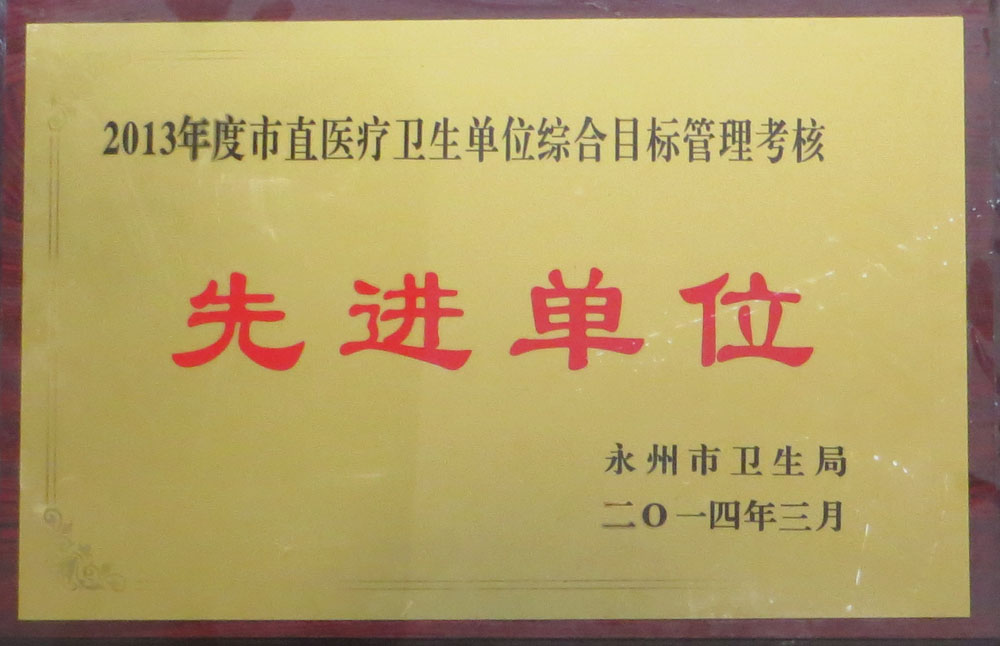 2013年度市直医疗卫生单位综合目标管理考核
先进单位
永州市卫生局
二O一四年三月